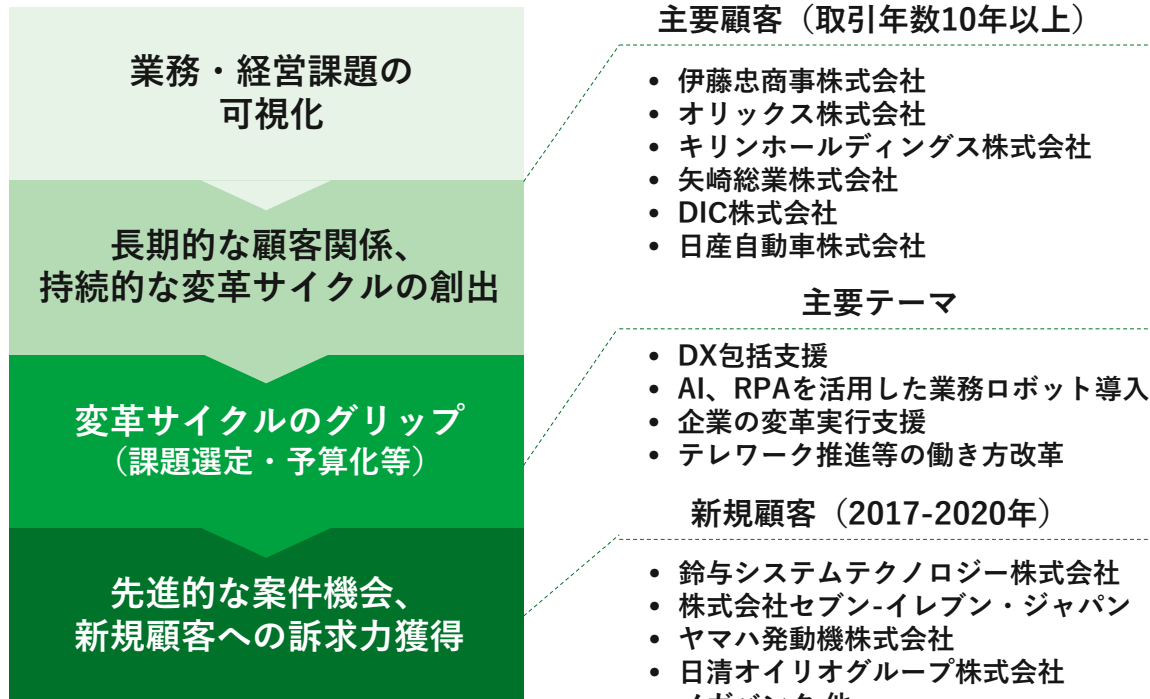 業務・経営課題の
可視化
長期的な顧客関係、
持続的な変革サイクルの創出
変革サイクルのグリップ
（課題選定・予算化等）
先進的な案件機会、
新規顧客への訴求力獲得
主要顧客（取引年数10年以上）
• 伊藤忠商事株式会社
• オリックス株式会社
• キリンホールディングス株式会社
• 矢崎総業株式会社
• DIC株式会社
• 日産自動車株式会社
主要テーマ
• DX包括支援
• AI、RPAを活用した業務ロボット導入
• 企業の変革実行支援
• テレワーク推進等の働き方改革
新規顧客（2017-2020年）
• 鈴与システムテクノロジー株式会社
• 株式会社セブン-イレブン・ジャパン
• ヤマハ発動機株式会社
• 日清オイリオグループ株式会社